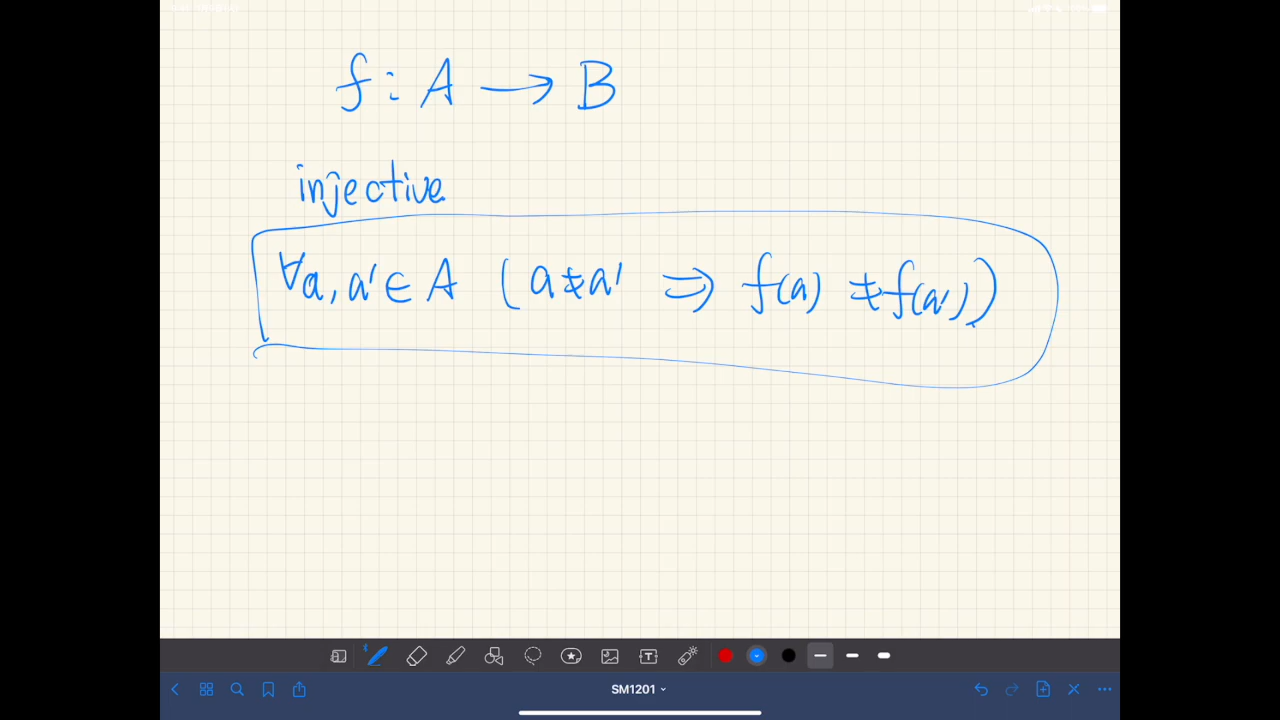 f : A → B
injective
∀a, a' ∈ A ( a ≠ a' ⇒ f(a) ≠ f(a') )
SM1201